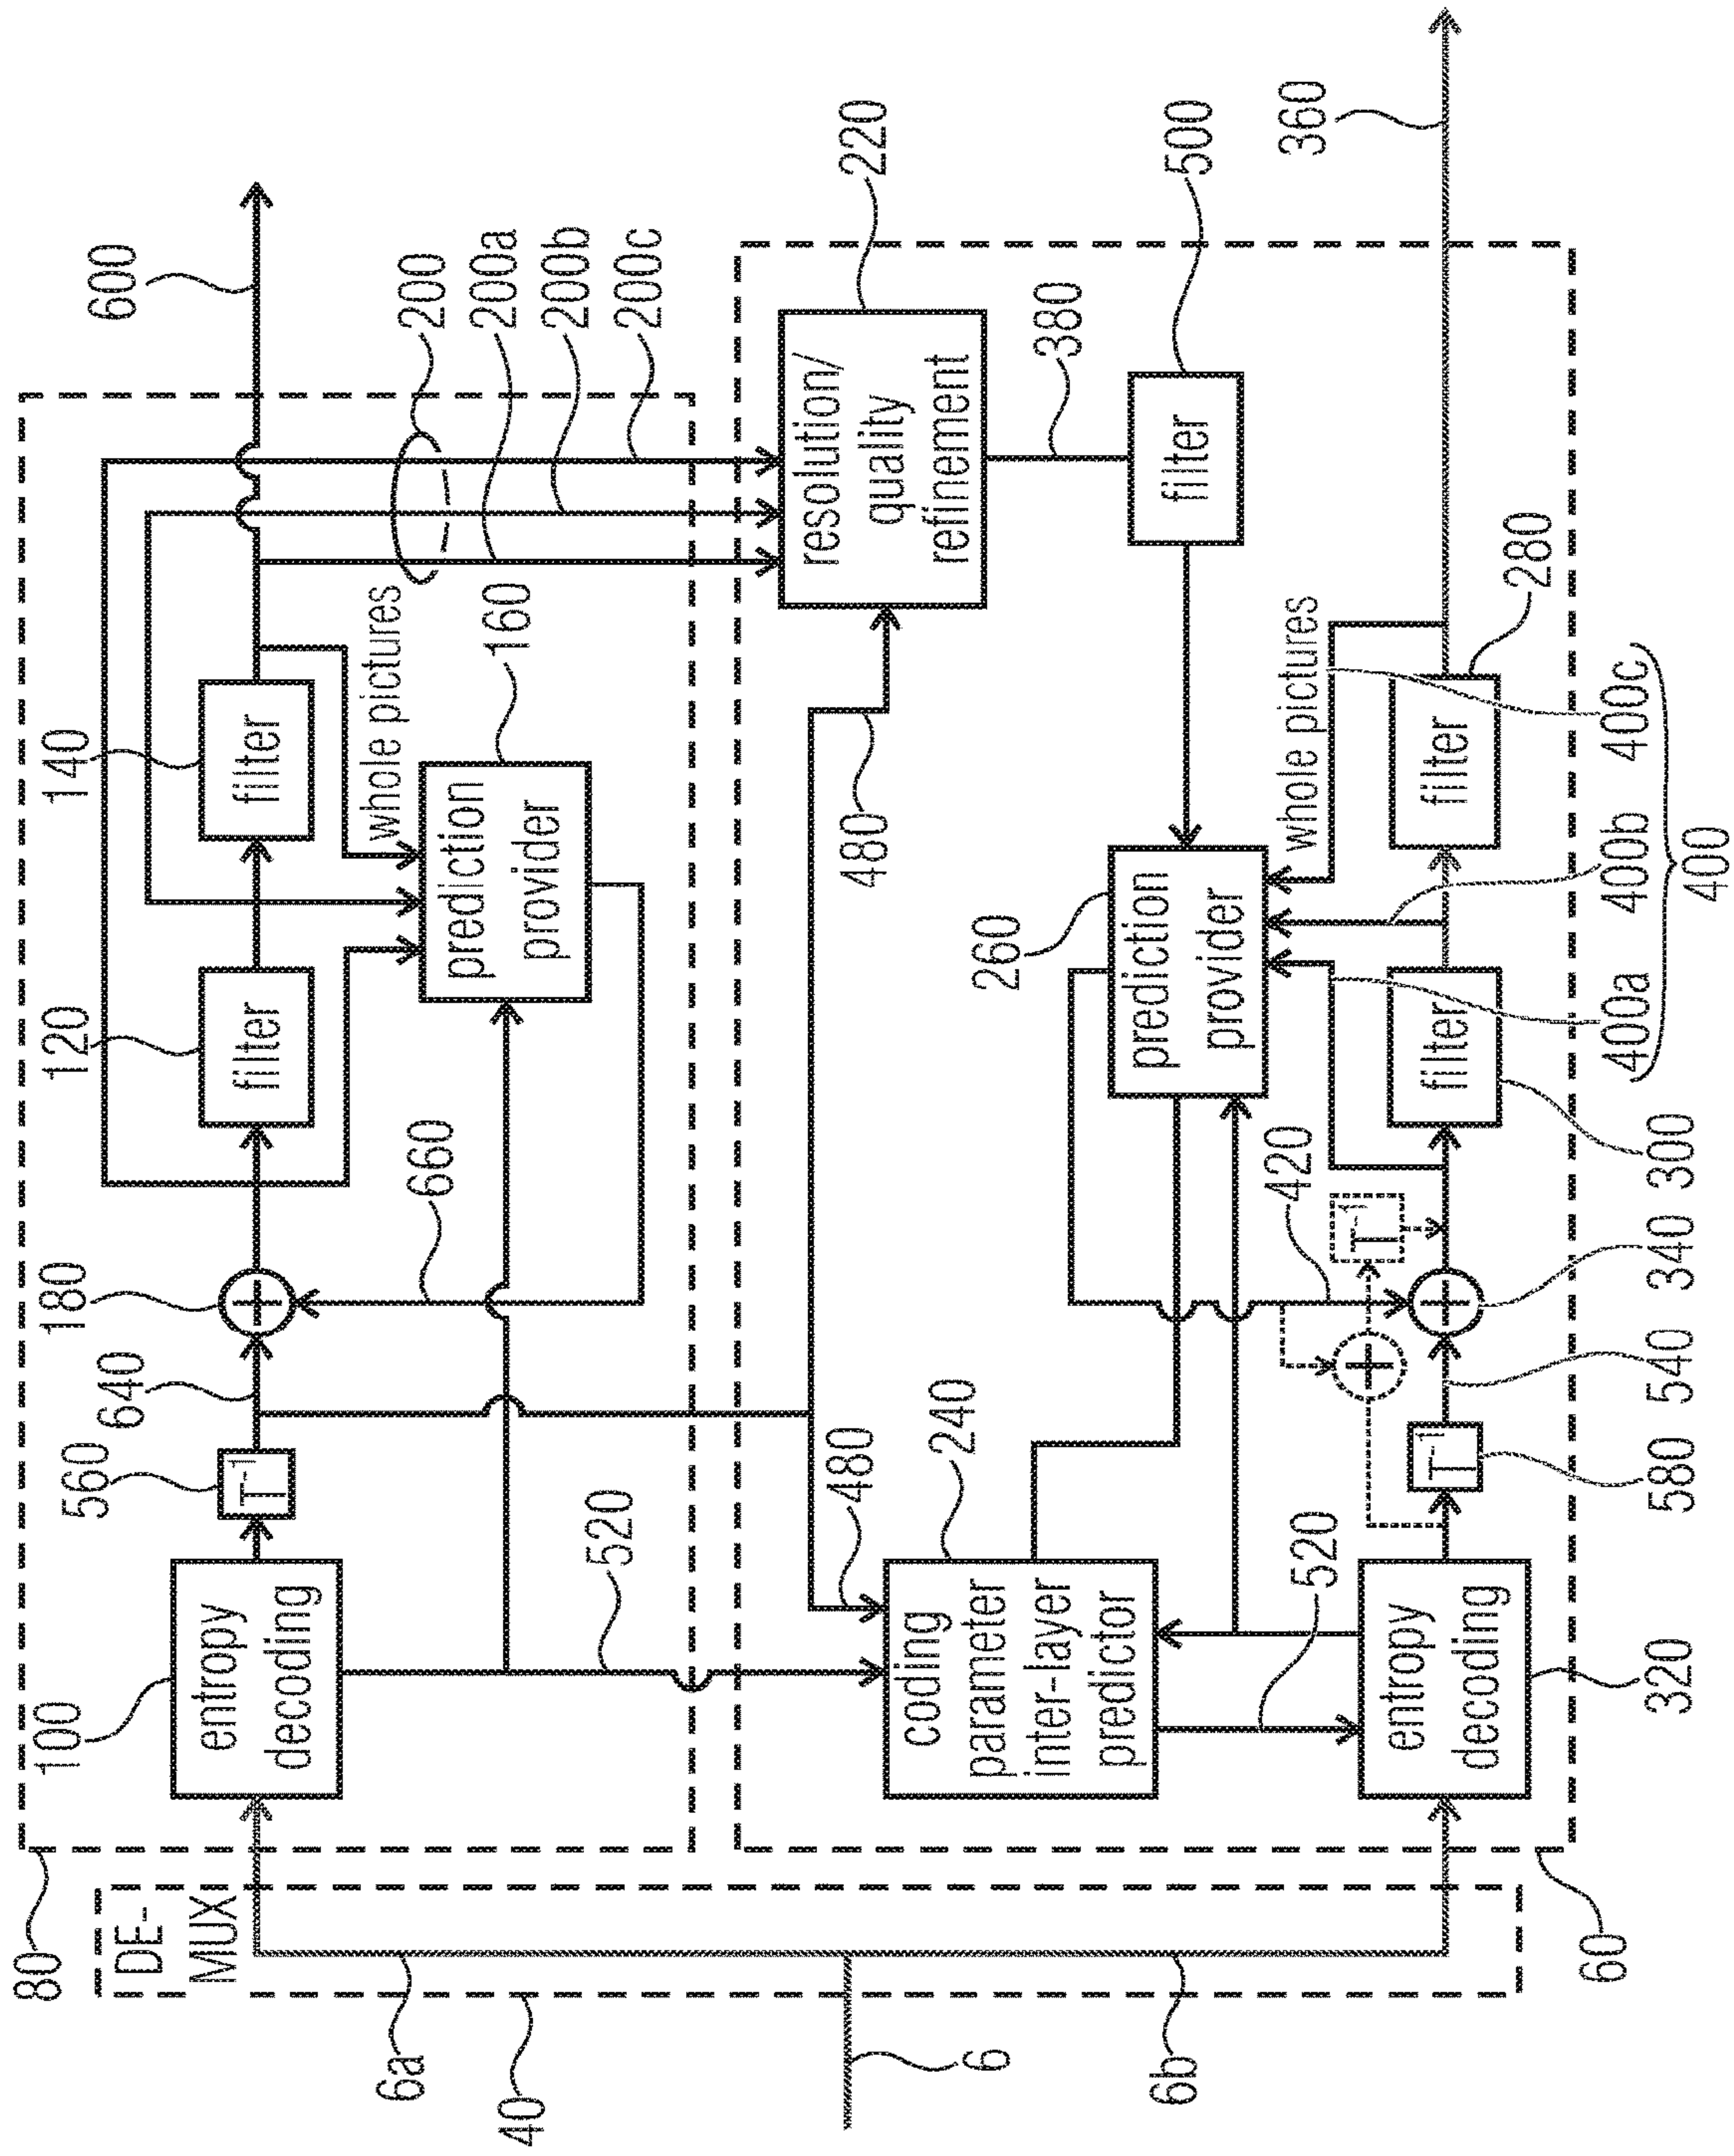 80
DE-
MUX
6a
40
6
6b
60
100
entropy
decoding
560
T-1
640
180
120
filter
140
filter
whole pictures
160
prediction
provider
660
520
600
200
200a
200b
200c
220
resolution/
quality
refinement
380
500
filter
480
480
240
coding
parameter
inter-layer
predictor
260
prediction
provider
whole pictures
420
T-1
520
entropy
decoding
320
T-1
580
540
340
filter
300
filter
280
400a
400b
400c
400
360